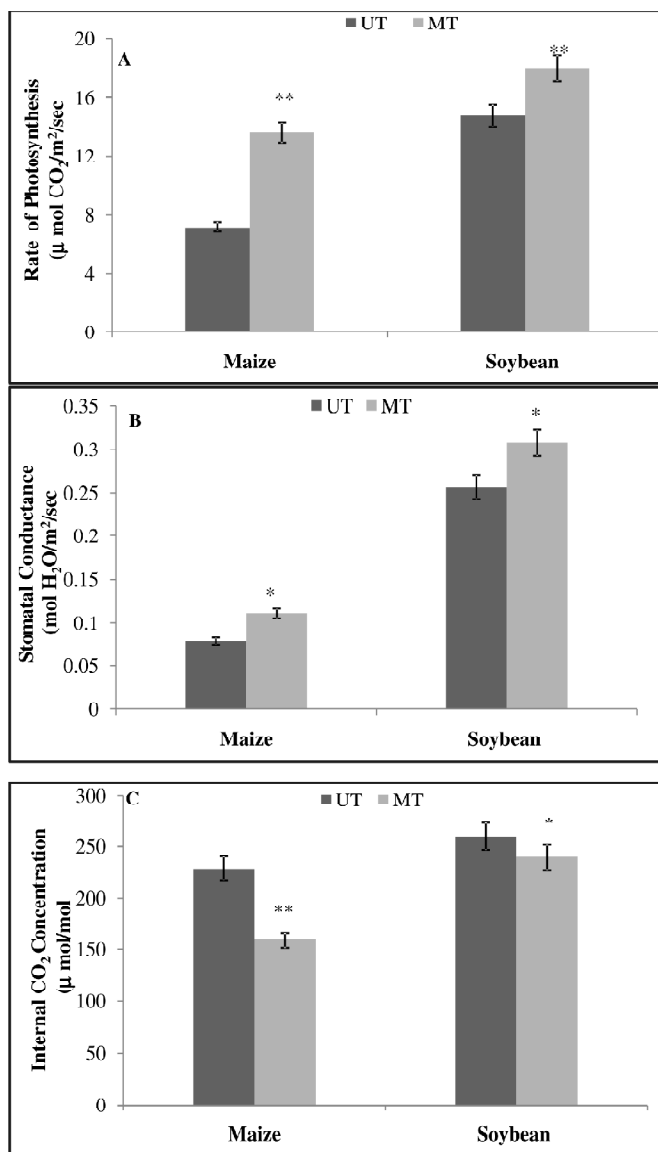 UT MT
20
A
**
**
16
12
8
4
0
Rate of Photosynthesis
(μ mol CO₂/m²/sec)
Maize Soybean
UT MT
0.35
B
*
0.3
0.25
0.2
0.15
*
0.1
0.05
0
Stomatal Conductance
(mol H₂O/m²/sec)
Maize Soybean
300
C
UT MT
*
250
200
**
150
100
50
0
Internal CO₂ Concentration
(μ mol/mol
Maize Soybean